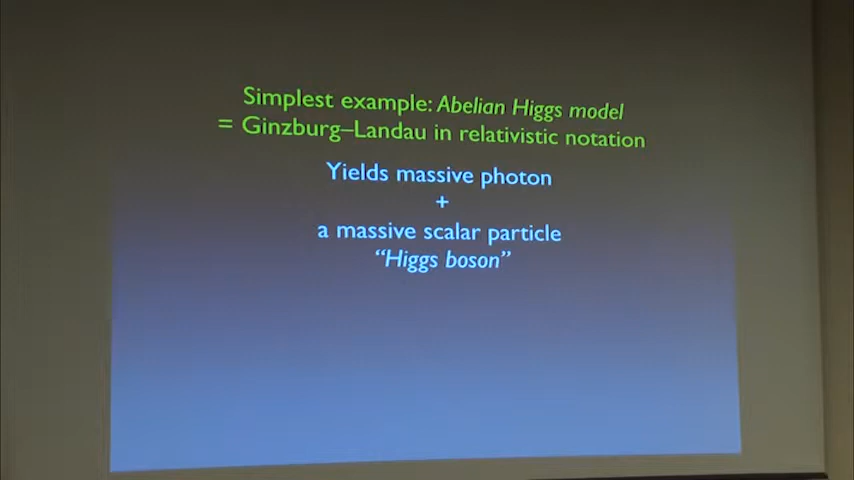 Simplest example: Abelian Higgs model
= Ginzburg–Landau in relativistic notation
Yields massive photon
+
a massive scalar particle
“Higgs boson”